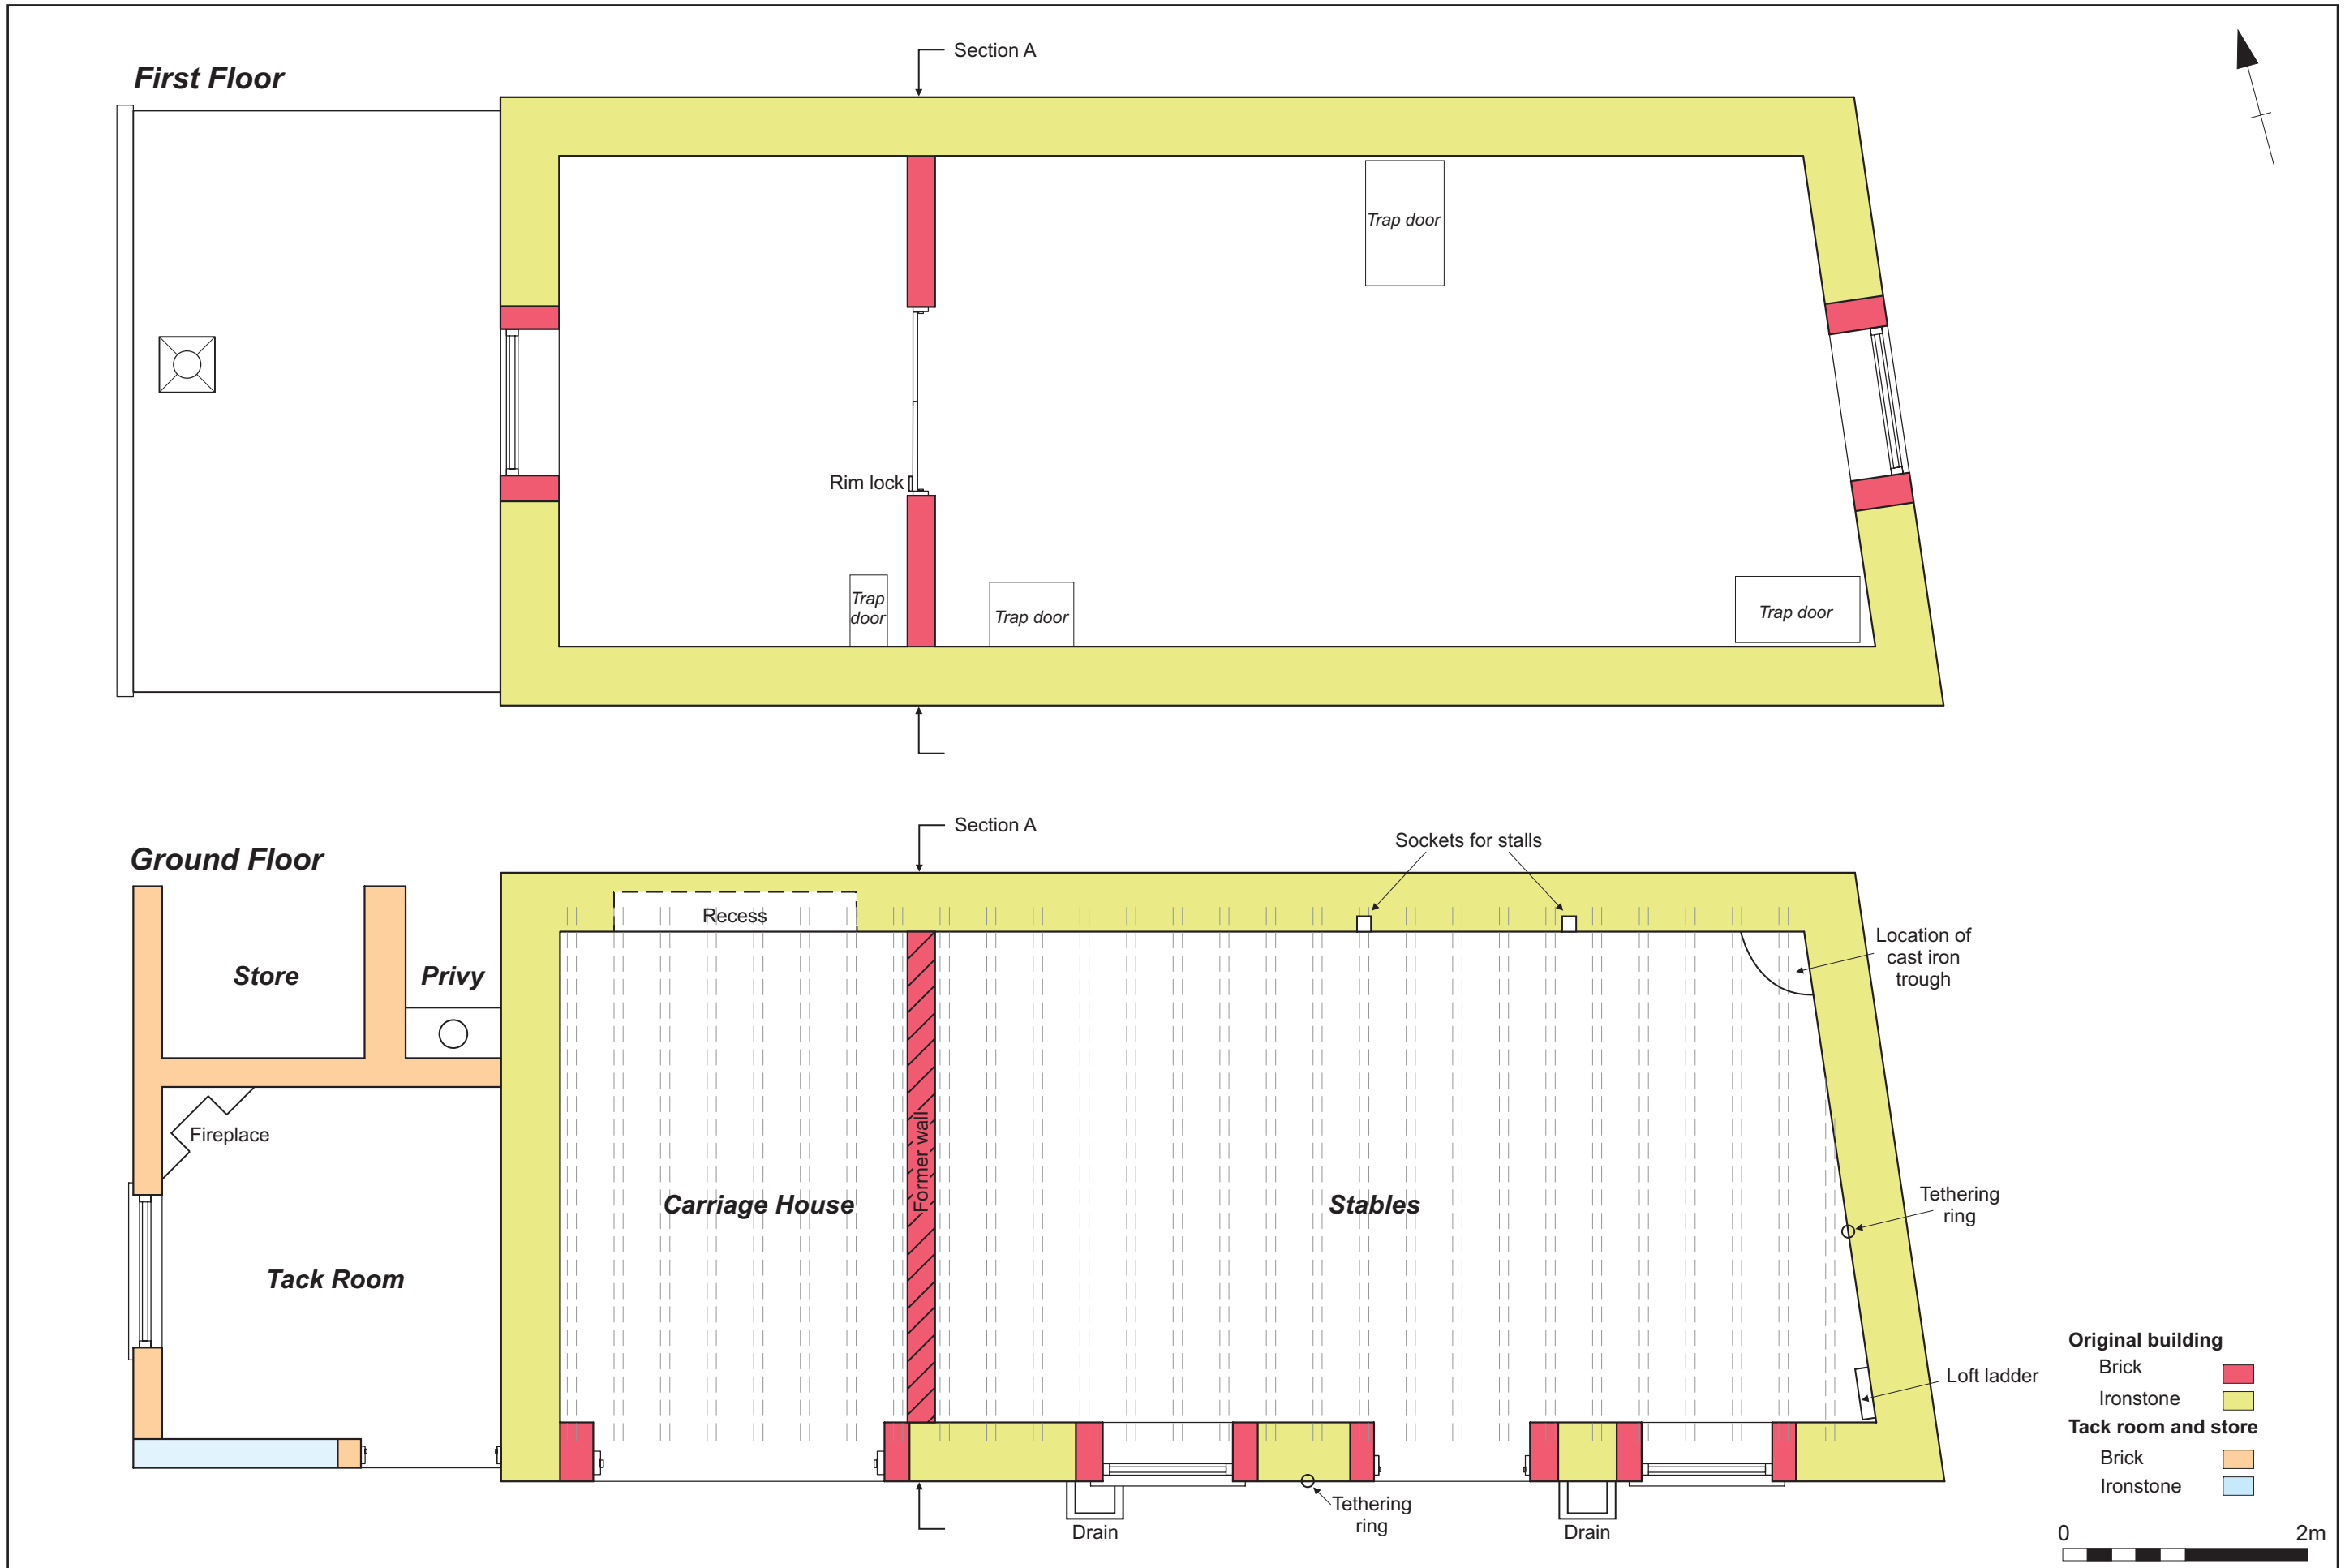 First Floor
Section A
Trap door
Rim lock
Trap
door
Trap door
Trap door
Ground Floor
Section A
Sockets for stalls
Recess
Store
Privy
Location of
cast iron
trough
Fireplace
Former wall
Carriage House
Stables
Tethering
ring
Tack Room
Loft ladder
Tethering
ring
Drain
Drain
Original building
Brick
Ironstone
Tack room and store
Brick
Ironstone
0 2m